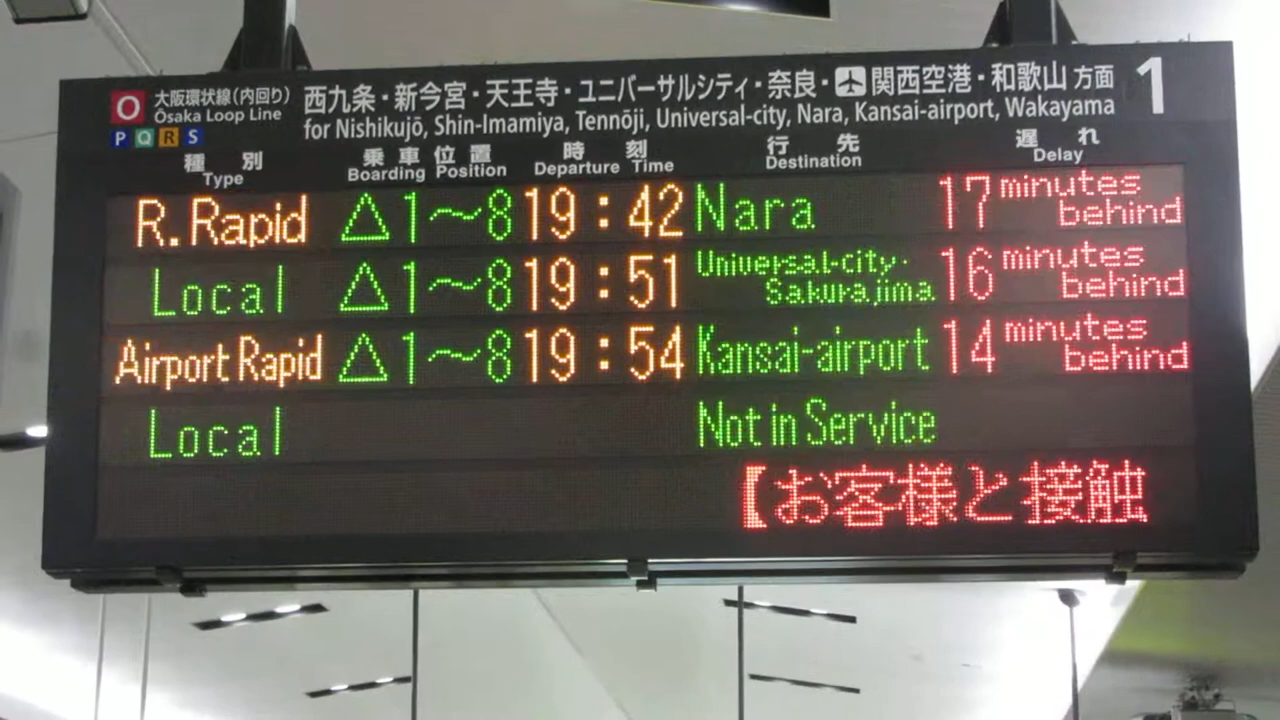 O 大阪環状線(内回り) 西九条・新今宮・天王寺・ユニバーサルシティ・奈良・関西空港・和歌山 方面 1
Ōsaka Loop Line for Nishikujō, Shin-Imamiya, Tennōji, Universal-city, Nara, Kansai-airport, Wakayama
P Q R S
種別 乗車位置 時刻 行先 遅れ
Type Boarding Position Departure Time Destination Delay
R.Rapid △1〜8 19:42 Nara 17 minutes behind
Local △1〜8 19:51 Universal-city・Sakurajima 16 minutes behind
Airport Rapid △1〜8 19:54 Kansai-airport 14 minutes behind
Local Not in Service
【お客様と接触